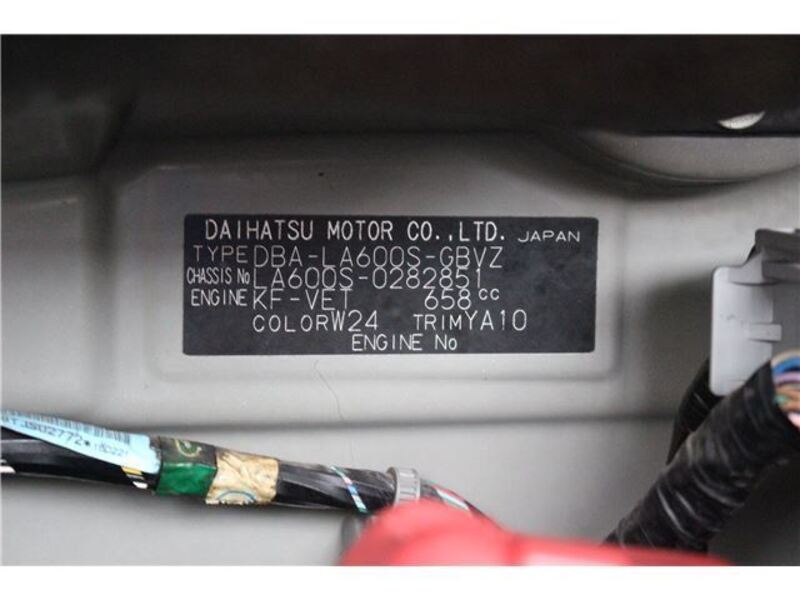 DAIHATSU MOTOR CO.,LTD. JAPAN
TYPE DBA-LA600S-GBVZ
CHASSIS No LA600S-0282851
ENGINE KF-VET 658cc
COLOR W24 TRIM YA10
ENGINE No
JS02772*